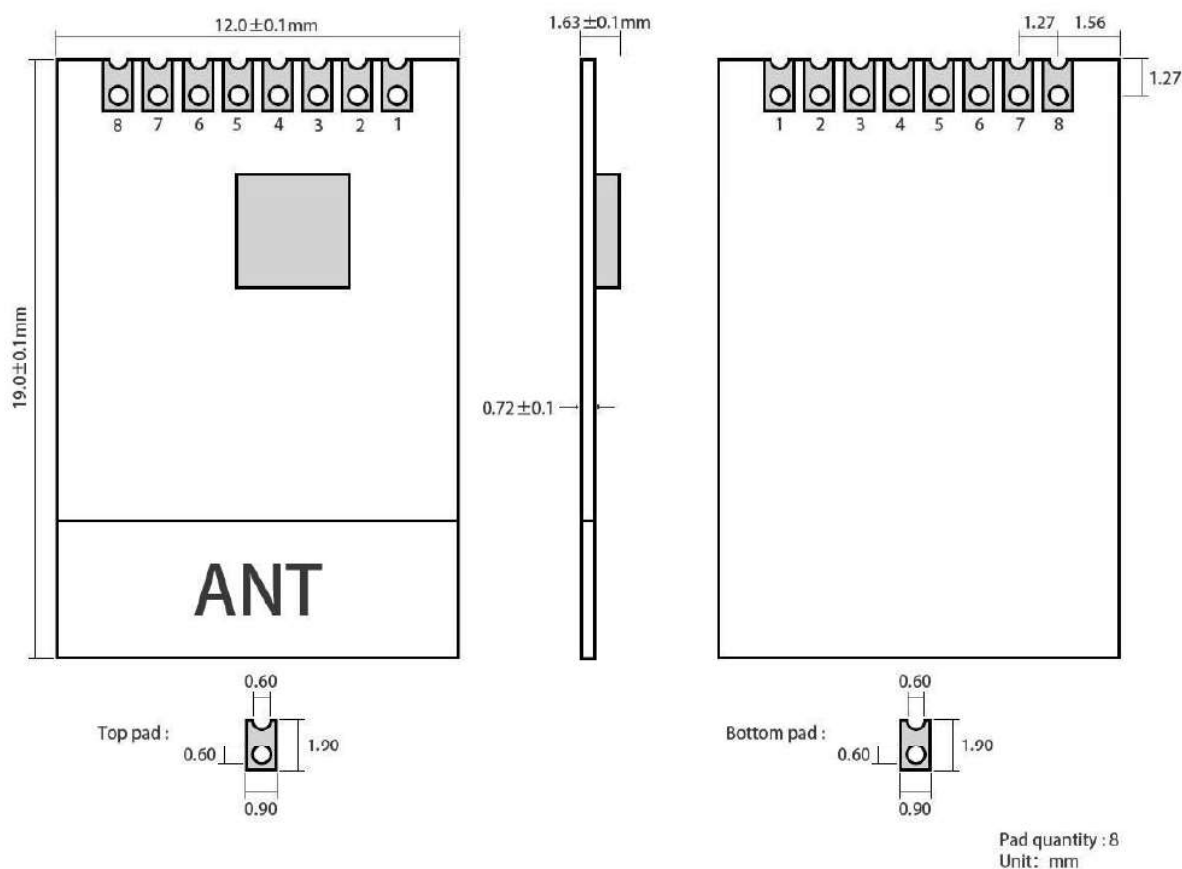 12.0±0.1mm
1.63±0.1mm
1.27 1.56
1.27
8 7 6 5 4 3 2 1
1 2 3 4 5 6 7 8
19.0±0.1mm
0.72±0.1
ANT
0.60
Top pad :
0.60
1.90
0.90
0.60
Bottom pad :
0.60
1.90
0.90
Pad quantity : 8
Unit: mm